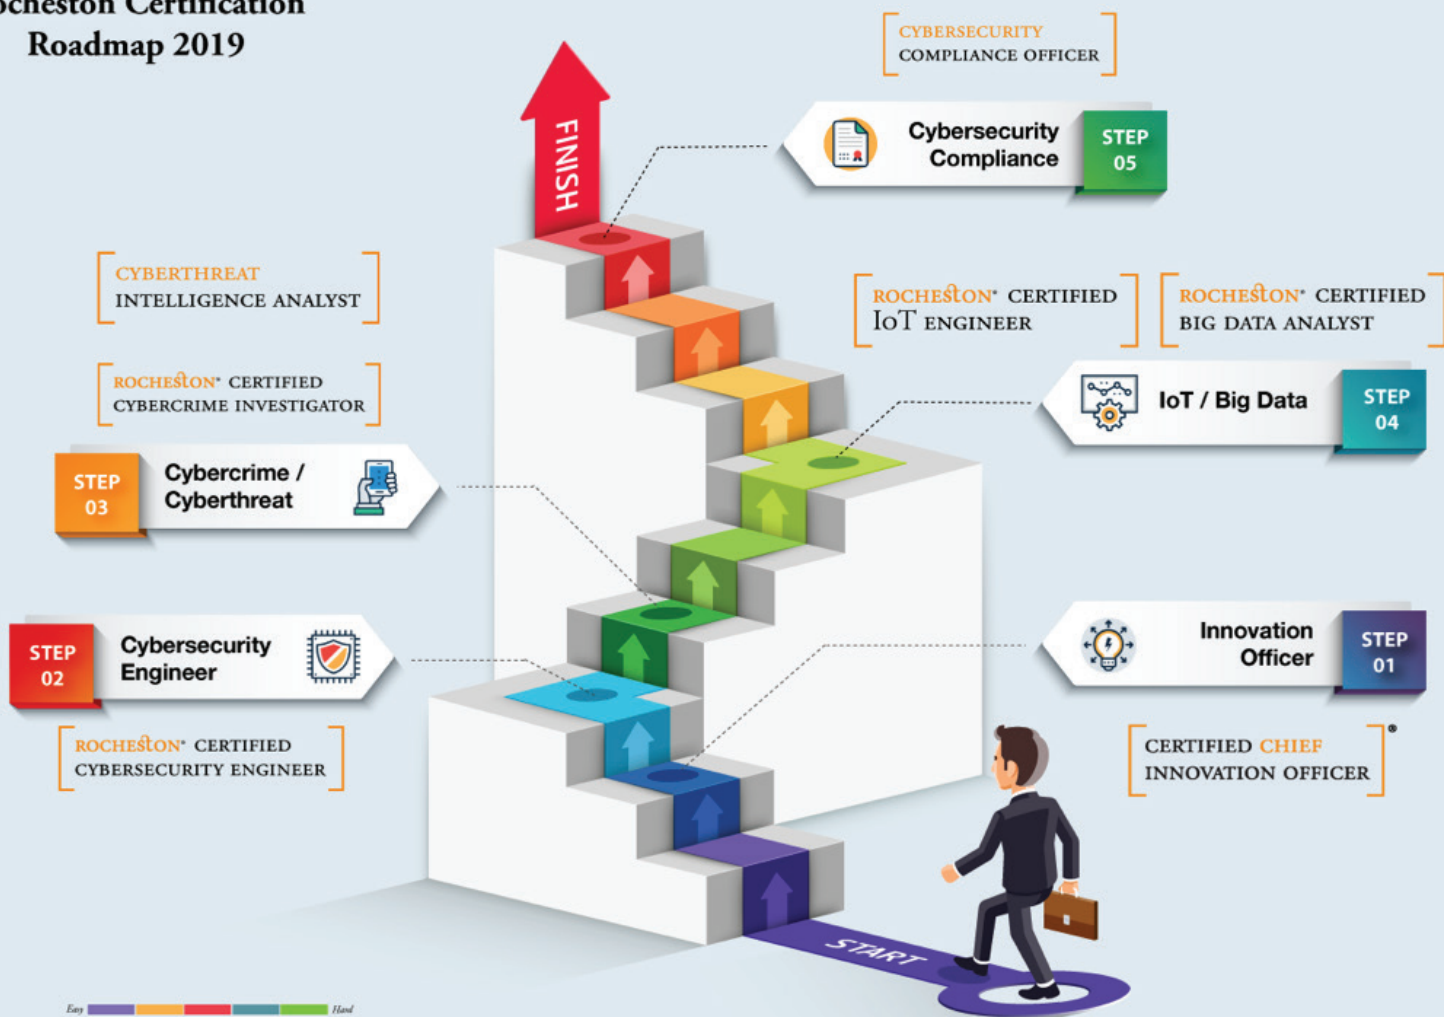 ocheston Certification
Roadmap 2019
CYBERSECURITY
COMPLIANCE OFFICER
Cybersecurity
Compliance
STEP
05
FINISH
CYBERTHREAT
INTELLIGENCE ANALYST
ROCHESTON® CERTIFIED
CYBERCRIME INVESTIGATOR
STEP
03
Cybercrime /
Cyberthreat
ROCHESTON® CERTIFIED
IoT ENGINEER
ROCHESTON® CERTIFIED
BIG DATA ANALYST
IoT / Big Data
STEP
04
STEP
02
Cybersecurity
Engineer
ROCHESTON® CERTIFIED
CYBERSECURITY ENGINEER
Innovation
Officer
STEP
01
CERTIFIED CHIEF
INNOVATION OFFICER
®
START
Easy
Hard